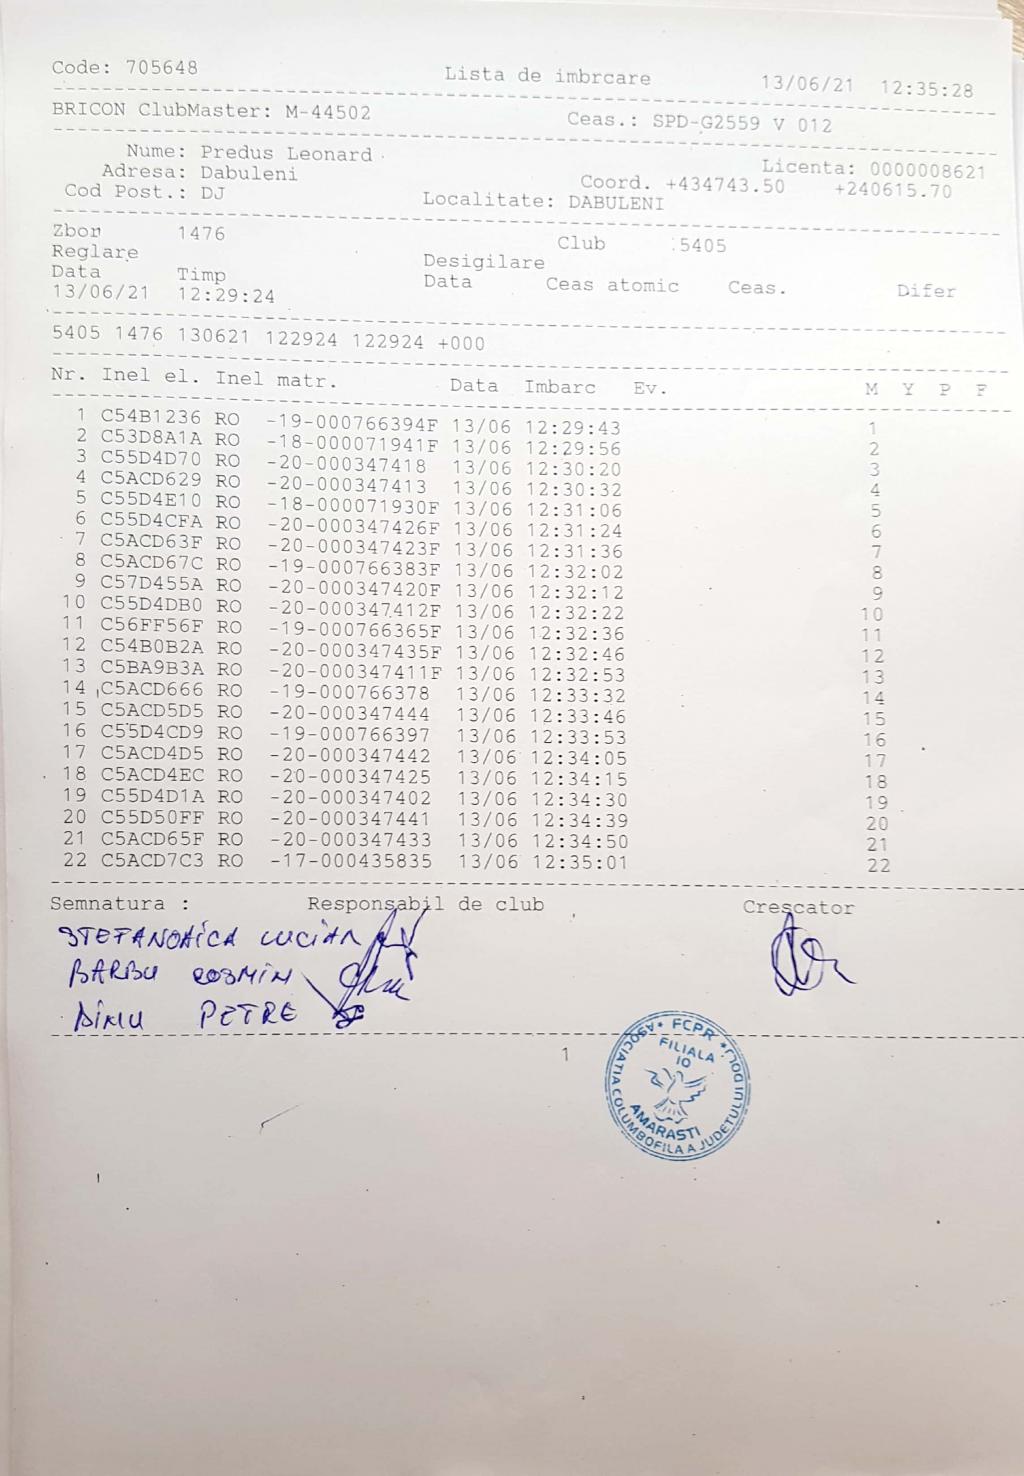 Code: 705648 Lista de imbrcare 13/06/21 12:35:28
BRICON ClubMaster: M-44502 Ceas.: SPD-G2559 V 012
Nume: Predus Leonard Licenta: 0000008621
Adresa: Dabuleni Coord. +434743.50 +240615.70
Cod Post.: DJ Localitate: DABULENI
Zbor 1476 Club :5405
Reglare Desigilare
Data Timp Data Ceas atomic Ceas. Difer
13/06/21 12:29:24
5405 1476 130621 122924 122924 +000
Nr. Inel el. Inel matr. Data Imbarc Ev. M Y P F
1 C54B1236 RO -19-000766394F 13/06 12:29:43 1
2 C53D8A1A RO -18-000071941F 13/06 12:29:56 2
3 C55D4D70 RO -20-000347418 13/06 12:30:20 3
4 C5ACD629 RO -20-000347413 13/06 12:30:32 4
5 C55D4E10 RO -18-000071930F 13/06 12:31:06 5
6 C55D4CFA RO -20-000347426F 13/06 12:31:24 6
7 C5ACD63F RO -20-000347423F 13/06 12:31:36 7
8 C5ACD67C RO -19-000766383F 13/06 12:32:02 8
9 C57D455A RO -20-000347420F 13/06 12:32:12 9
10 C55D4DB0 RO -20-000347412F 13/06 12:32:22 10
11 C56FF56F RO -19-000766365F 13/06 12:32:36 11
12 C54B0B2A RO -20-000347435F 13/06 12:32:46 12
13 C5BA9B3A RO -20-000347411F 13/06 12:32:53 13
14 C5ACD666 RO -19-000766378 13/06 12:33:32 14
15 C5ACD5D5 RO -20-000347444 13/06 12:33:46 15
16 C55D4CD9 RO -19-000766397 13/06 12:33:53 16
17 C5ACD4D5 RO -20-000347442 13/06 12:34:05 17
18 C5ACD4EC RO -20-000347425 13/06 12:34:15 18
19 C55D4D1A RO -20-000347402 13/06 12:34:30 19
20 C55D50FF RO -20-000347441 13/06 12:34:39 20
21 C5ACD65F RO -20-000347433 13/06 12:34:50 21
22 C5ACD7C3 RO -17-000435835 13/06 12:35:01 22
Semnatura : Responsabil de club Crescator
STEFANOAICA LUCIAN
BARBU COSMIN
DINU PETRE
1
ASOCIATIA COLUMBOFILA A JUDETULUI DOLJ * FCPR *
FILIALA
10
AMARASTI